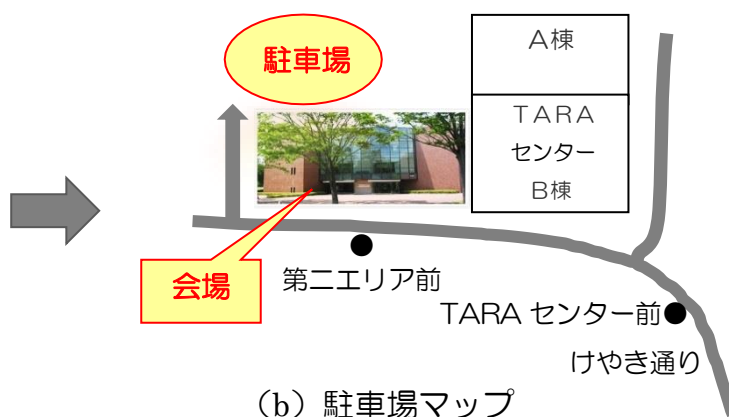 A棟
駐車場
TARA
センター
B棟
会場
第二エリア前
TARA センター前
けやき通り
（b）駐車場マップ